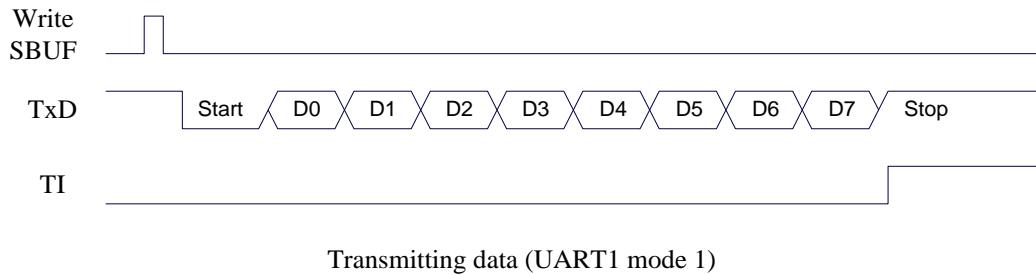 Write
SBUF
TxD Start D0 D1 D2 D3 D4 D5 D6 D7 Stop
TI
Transmitting data (UART1 mode 1)